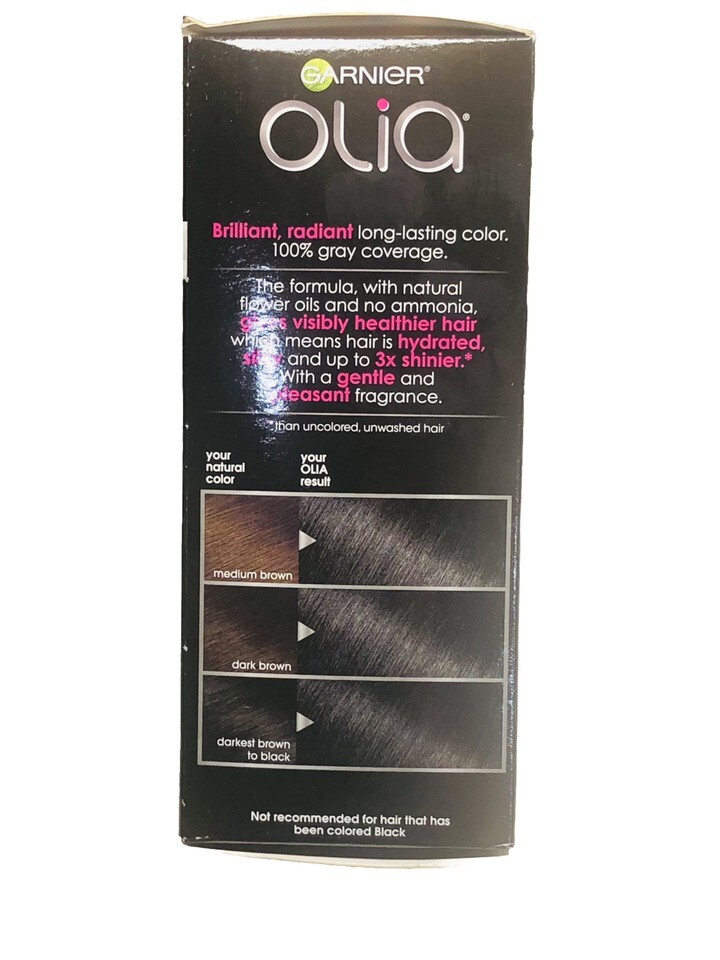 GARNIER®
OLIA®
Brilliant, radiant long-lasting color.
100% gray coverage.
The formula, with natural
flower oils and no ammonia,
gives visibly healthier hair
which means hair is hydrated,
silky and up to 3x shinier.*
With a gentle and
pleasant fragrance.
*than uncolored, unwashed hair
your natural color
your OLIA result
medium brown
dark brown
darkest brown
to black
Not recommended for hair that has
been colored Black